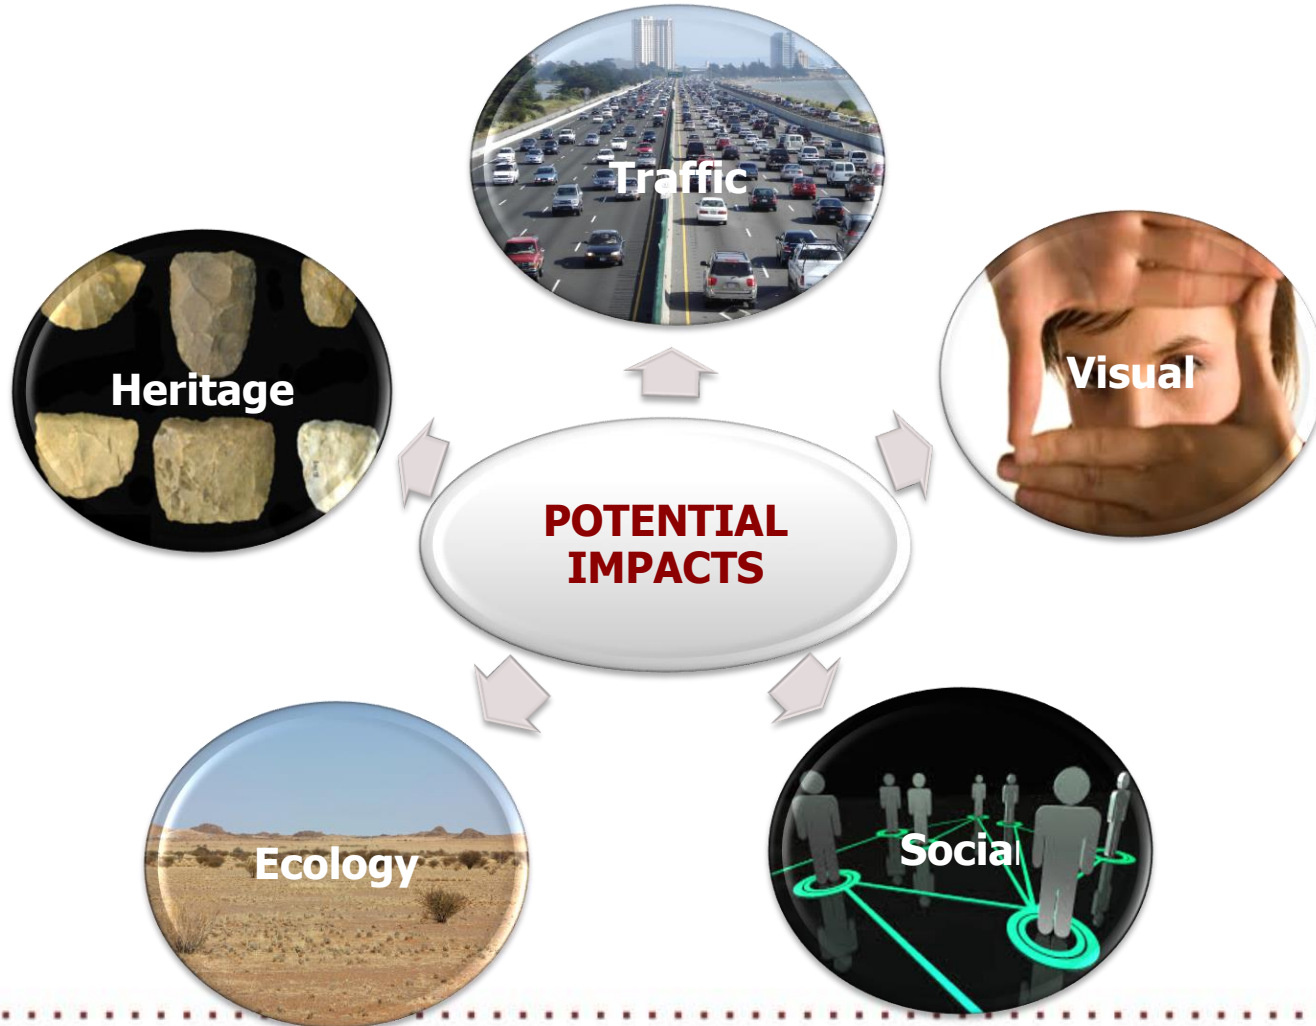 Traffic
Heritage
Visual
POTENTIAL
IMPACTS
Ecology
Social